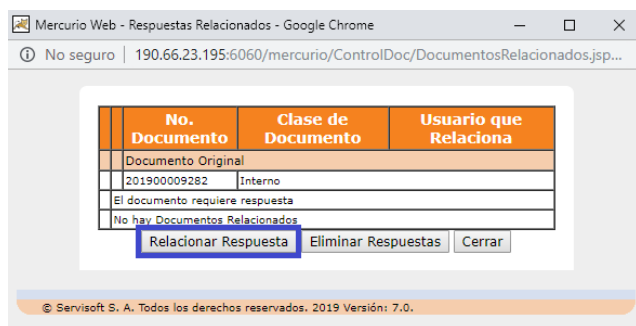 Mercurio Web - Respuestas Relacionados - Google Chrome
No seguro | 190.66.23.195:6060/mercurio/ControlDoc/DocumentosRelacionados.jsp...
No. Documento Clase de Documento Usuario que Relaciona
Documento Original
201900009282 Interno
El documento requiere respuesta
No hay Documentos Relacionados
Relacionar Respuesta Eliminar Respuestas Cerrar
© Servisoft S. A. Todos los derechos reservados. 2019 Versión: 7.0.